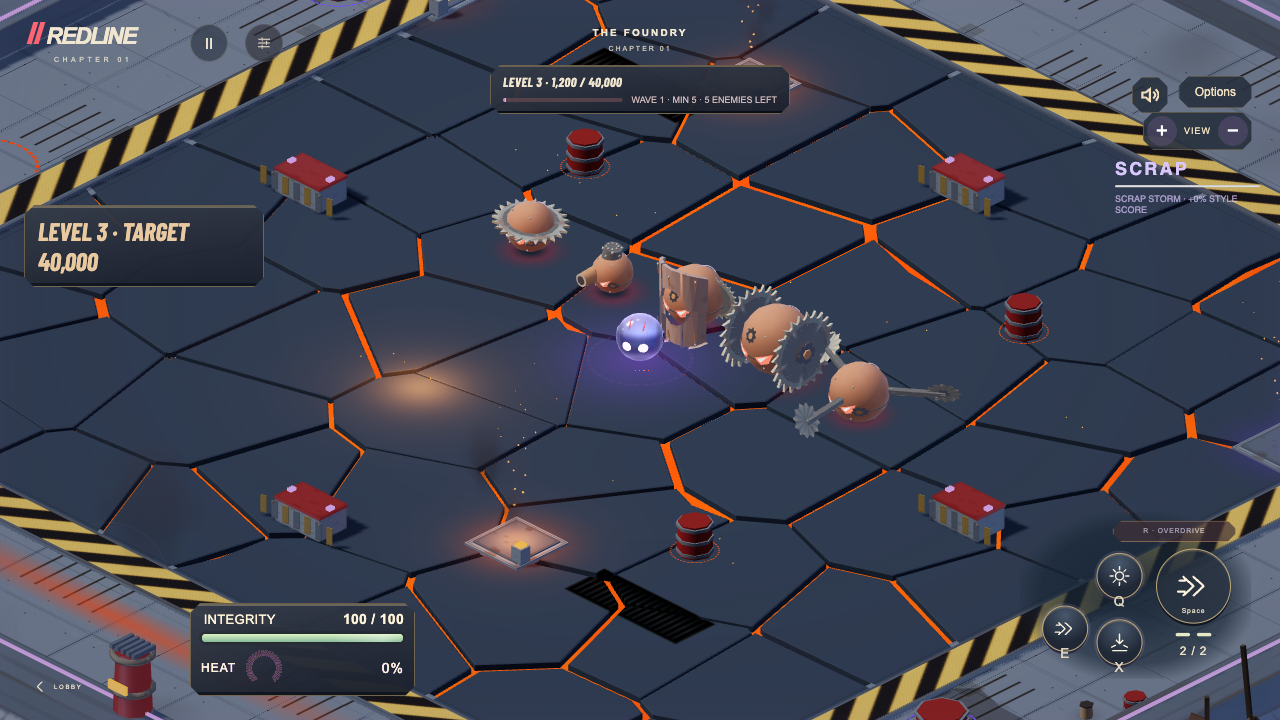 REDLINE
CHAPTER 01
THE FOUNDRY
CHAPTER 01
LEVEL 3 · 1,200 / 40,000
WAVE 1 · MIN 5 · 5 ENEMIES LEFT
Options
+ VIEW −
SCRAP
SCRAP STORM · +0% STYLE
SCORE
LEVEL 3 · TARGET
40,000
R · OVERDRIVE
Q
Space
E
X
2 / 2
INTEGRITY 100 / 100
HEAT 0%
LOBBY